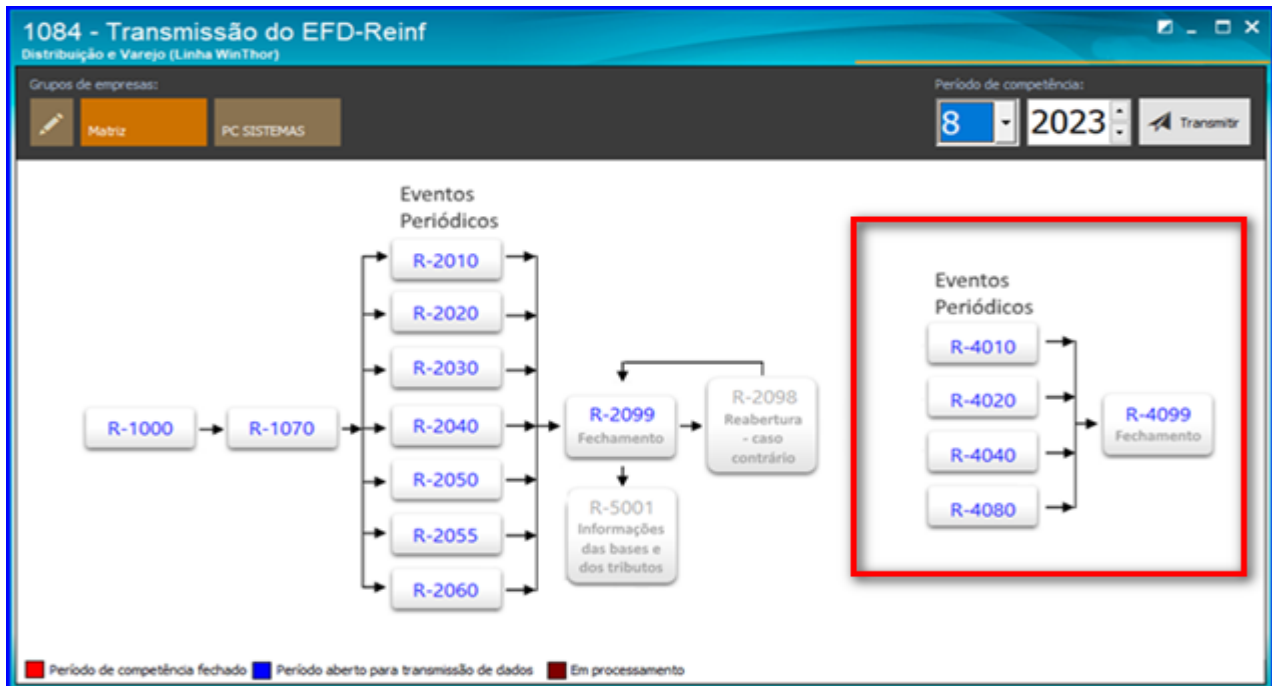 1084 - Transmissão do EFD-Reinf
Distribuição e Varejo (Linha WinThor)
Grupos de empresas:
Matriz
PC SISTEMAS
Período de competência:
8
2023
Transmitir
Eventos
Periódicos
R-1000
R-1070
R-2010
R-2020
R-2030
R-2040
R-2050
R-2055
R-2060
R-2099
Fechamento
R-2098
Reabertura
- caso
contrário
R-5001
Informações
das bases e
dos tributos
Eventos
Periódicos
R-4010
R-4020
R-4040
R-4080
R-4099
Fechamento
Período de competência fechado
Período aberto para transmissão de dados
Em processamento